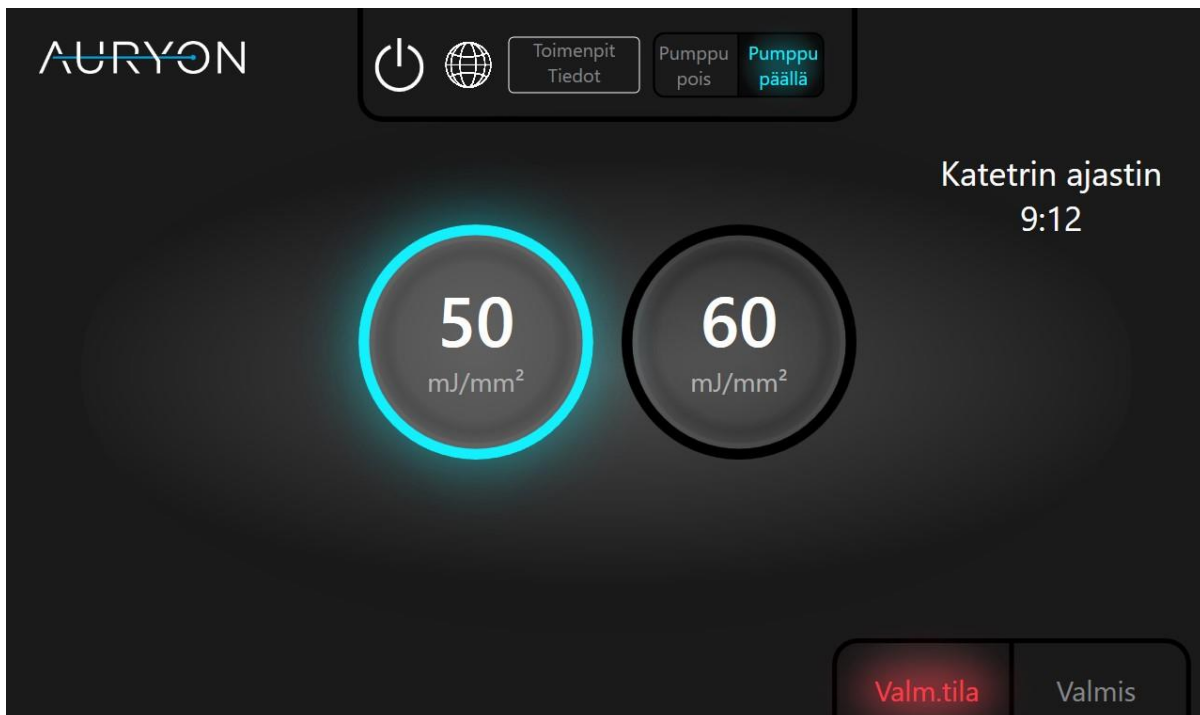 AURYON
Toimenpit
Tiedot
Pumppu
pois
Pumppu
päällä
Katetrin ajastin
9:12
50
mJ/mm²
60
mJ/mm²
Valm.tila
Valmis